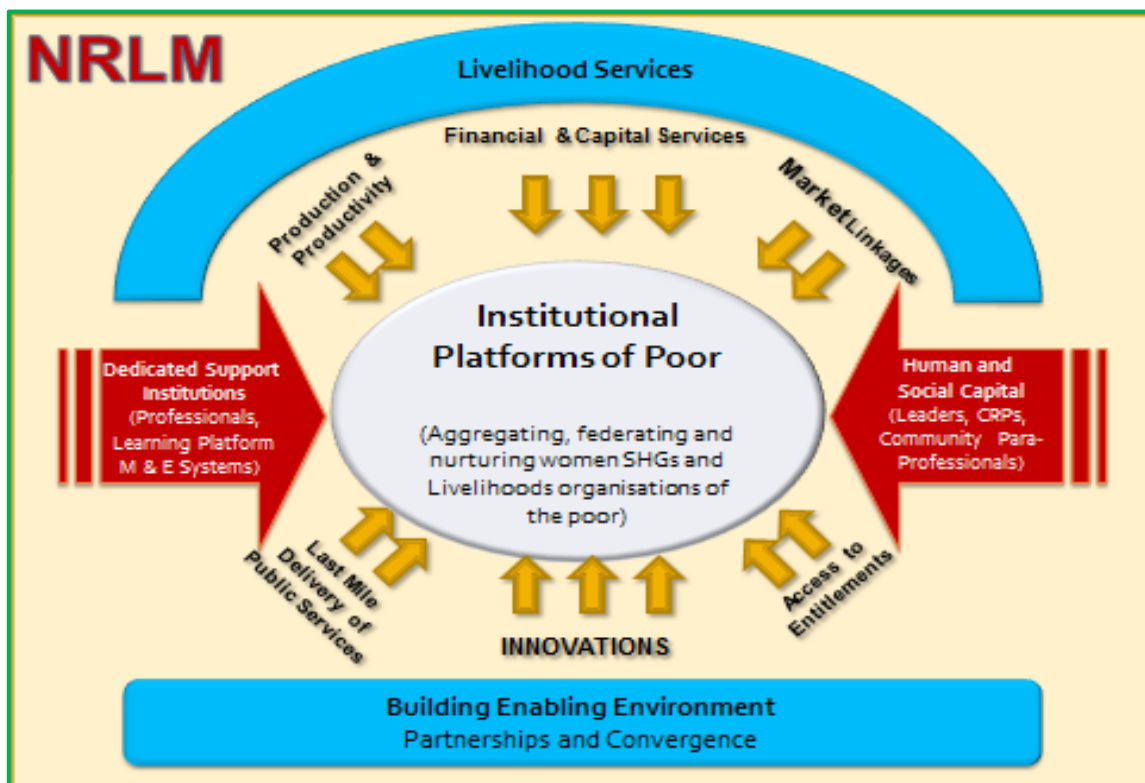 NRLM
Livelihood Services
Financial & Capital Services
Production &
Productivity
Market Linkages
Institutional
Platforms of Poor
(Aggregating, federating and
nurturing women SHGs and
Livelihoods organisations of
the poor)
Dedicated Support
Institutions
(Professionals,
Learning Platform
M & E Systems)
Human and
Social Capital
(Leaders, CRPs,
Community Para-
Professionals)
Last Mile
Delivery of
Public Services
INNOVATIONS
Access to
Entitlements
Building Enabling Environment
Partnerships and Convergence